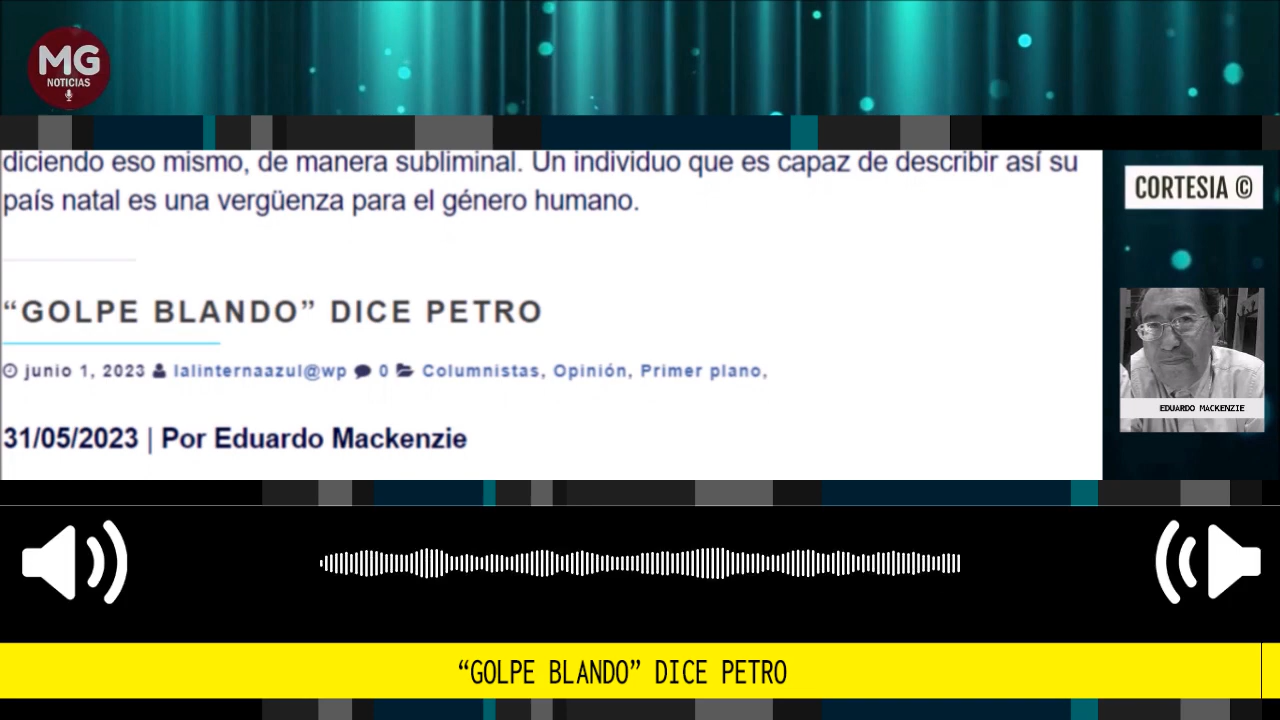 MG
NOTICIAS
diciendo eso mismo, de manera subliminal. Un individuo que es capaz de describir así su
país natal es una vergüenza para el género humano.
CORTESIA ©
“GOLPE BLANDO” DICE PETRO
junio 1, 2023 lalinternaazul@wp 0 Columnistas, Opinión, Primer plano,
EDUARDO MACKENZIE
31/05/2023 | Por Eduardo Mackenzie
“GOLPE BLANDO” DICE PETRO